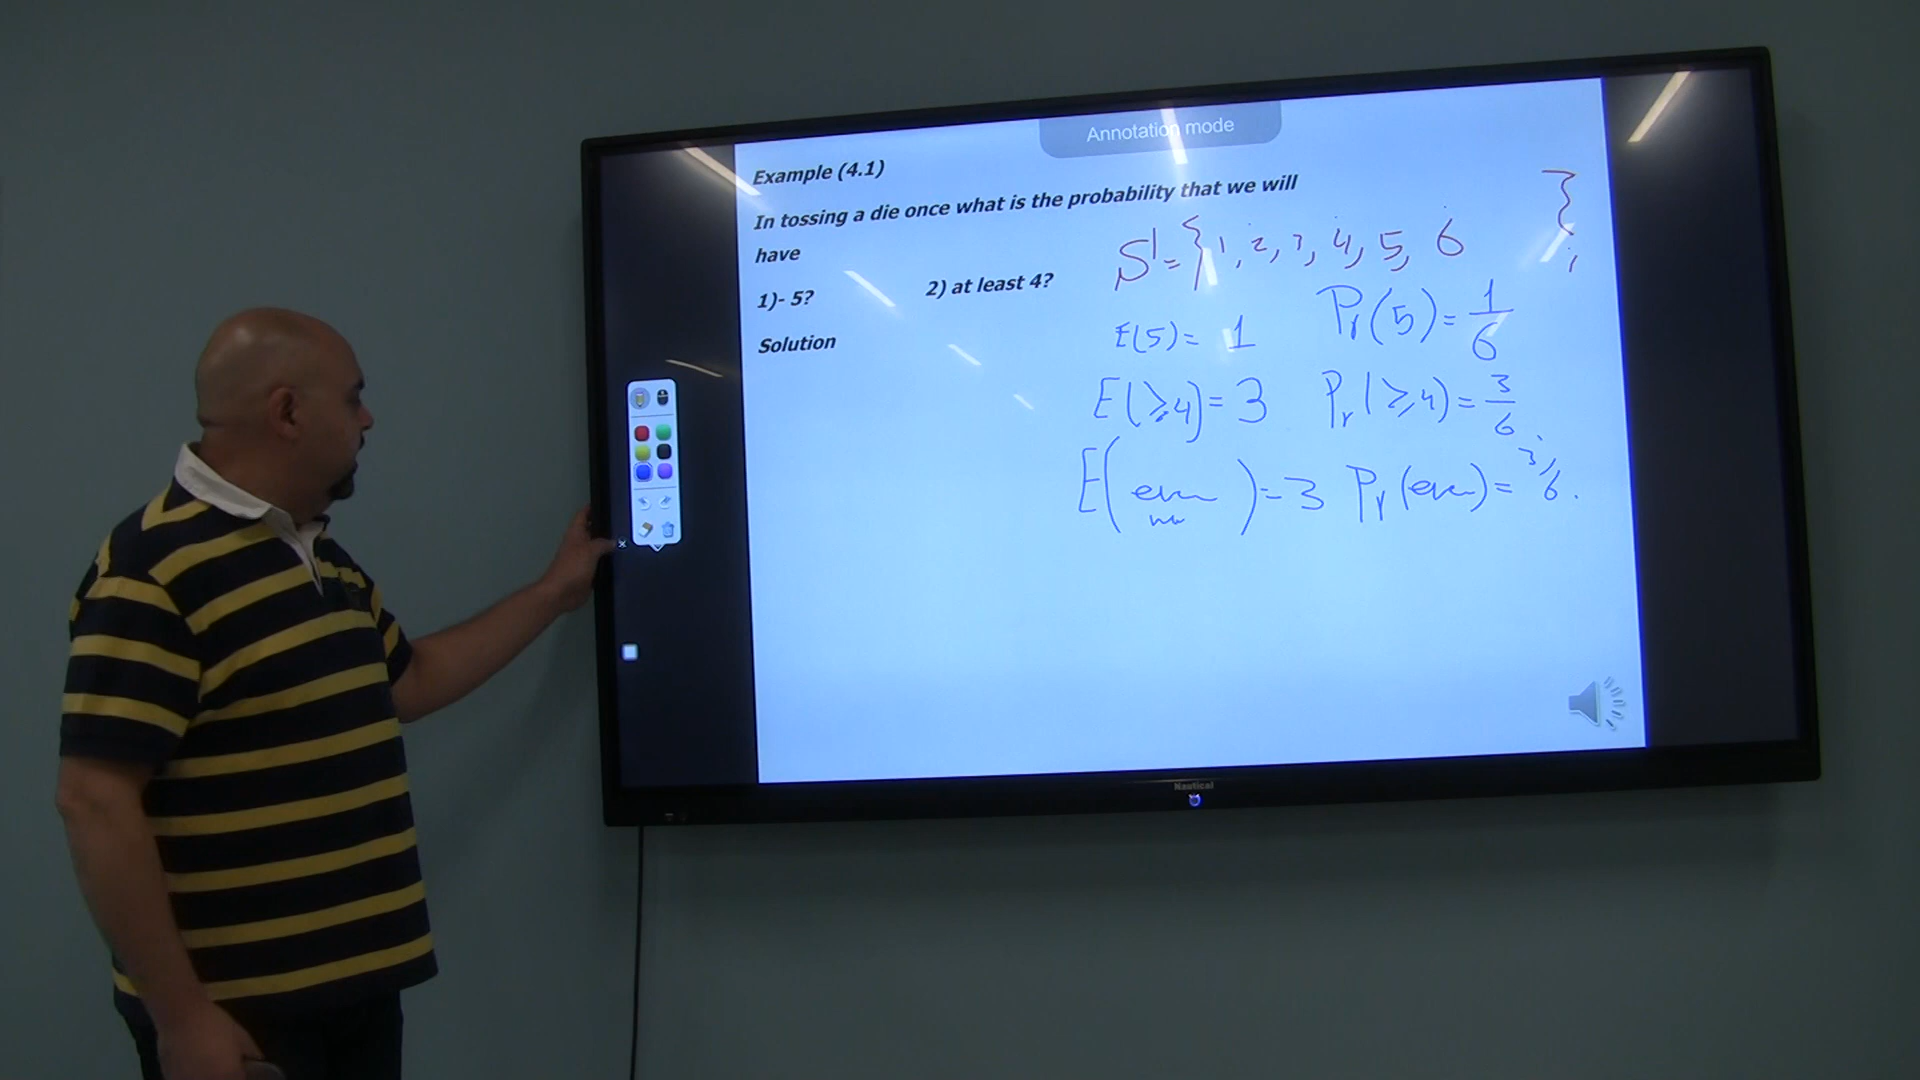 Annotation mode
Example (4.1)
In tossing a die once what is the probability that we will
have
1)- 5? 2) at least 4?
Solution
S = { 1, 2, 3, 4, 5, 6 }
E(5) = 1 Pr(5) = 1/6
E(≥4) = 3 Pr(≥4) = 3/6
E(even no) = 3 Pr(even) = 3/6.
Nautical